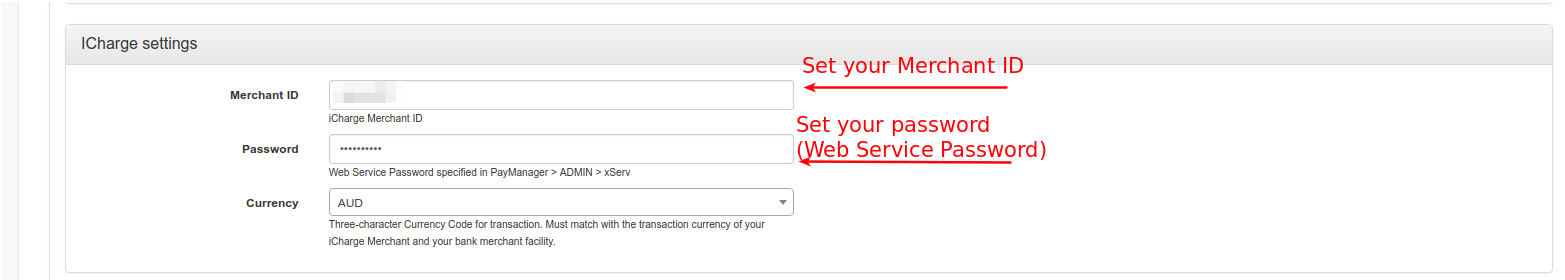 ICharge settings
Set your Merchant ID
Merchant ID
iCharge Merchant ID
Set your password
(Web Service Password)
Password
••••••••••
Web Service Password specified in PayManager > ADMIN > xServ
Currency
AUD
Three-character Currency Code for transaction. Must match with the transaction currency of your
iCharge Merchant and your bank merchant facility.